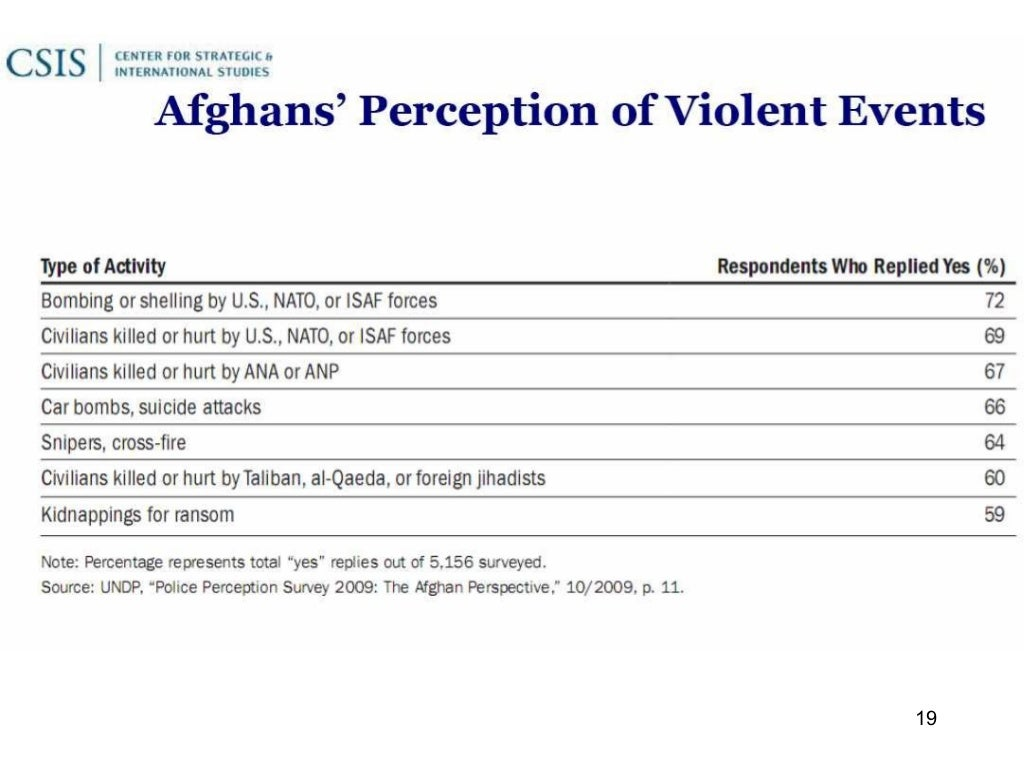 CSIS
CENTER FOR STRATEGIC &
INTERNATIONAL STUDIES
Afghans’ Perception of Violent Events
Type of Activity Respondents Who Replied Yes (%)
Bombing or shelling by U.S., NATO, or ISAF forces 72
Civilians killed or hurt by U.S., NATO, or ISAF forces 69
Civilians killed or hurt by ANA or ANP 67
Car bombs, suicide attacks 66
Snipers, cross-fire 64
Civilians killed or hurt by Taliban, al-Qaeda, or foreign jihadists 60
Kidnappings for ransom 59
Note: Percentage represents total “yes” replies out of 5,156 surveyed.
Source: UNDP, “Police Perception Survey 2009: The Afghan Perspective,” 10/2009, p. 11.
19